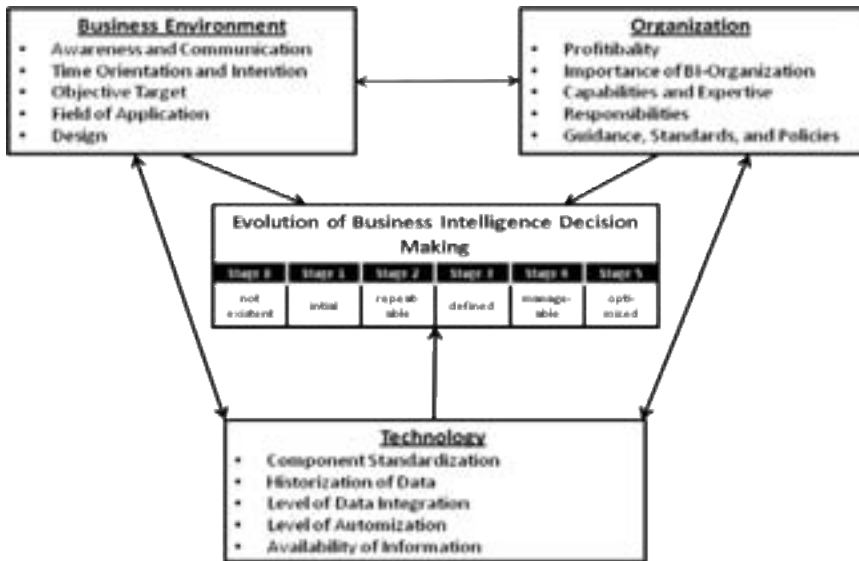 Business Environment
• Awareness and Communication
• Time Orientation and Intention
• Objective Target
• Field of Application
• Design
Organization
• Profitibality
• Importance of BI-Organization
• Capabilities and Expertise
• Responsibilities
• Guidance, Standards, and Policies
Evolution of Business Intelligence Decision
Making
Stage 0 Stage 1 Stage 2 Stage 3 Stage 4 Stage 5
not initial repeat- defined manage- opti-
existent able able mized
Technology
• Component Standardization
• Historization of Data
• Level of Data Integration
• Level of Automization
• Availability of Information